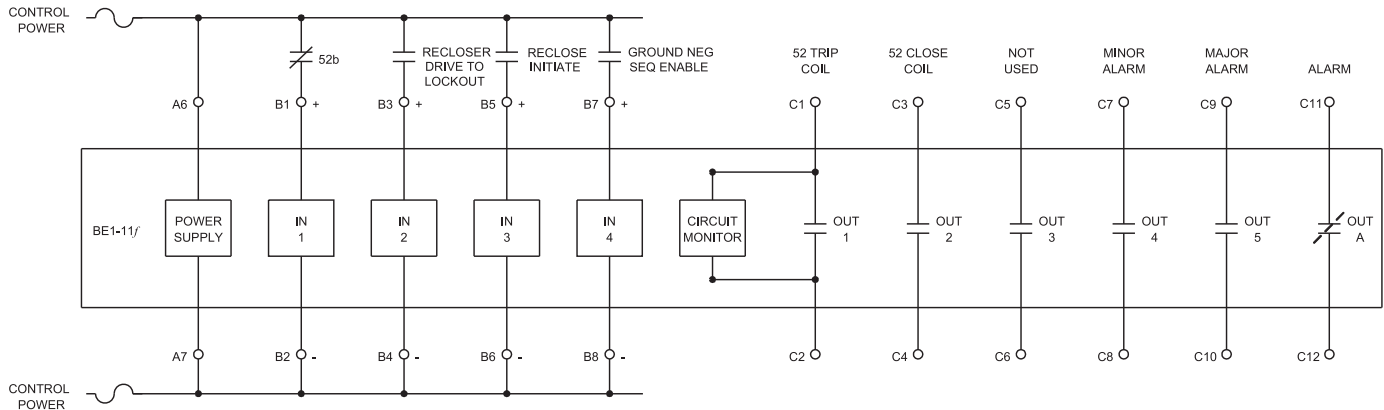 CONTROL
POWER
52b
RECLOSER
DRIVE TO
LOCKOUT
RECLOSE
INITIATE
GROUND NEG
SEQ ENABLE
52 TRIP
COIL
52 CLOSE
COIL
NOT
USED
MINOR
ALARM
MAJOR
ALARM
ALARM
A6
B1 +
B3 +
B5 +
B7 +
C1
C3
C5
C7
C9
C11
BE1-11f
POWER
SUPPLY
IN
1
IN
2
IN
3
IN
4
CIRCUIT
MONITOR
OUT
1
OUT
2
OUT
3
OUT
4
OUT
5
OUT
A
A7
B2 -
B4 -
B6 -
B8 -
C2
C4
C6
C8
C10
C12
CONTROL
POWER